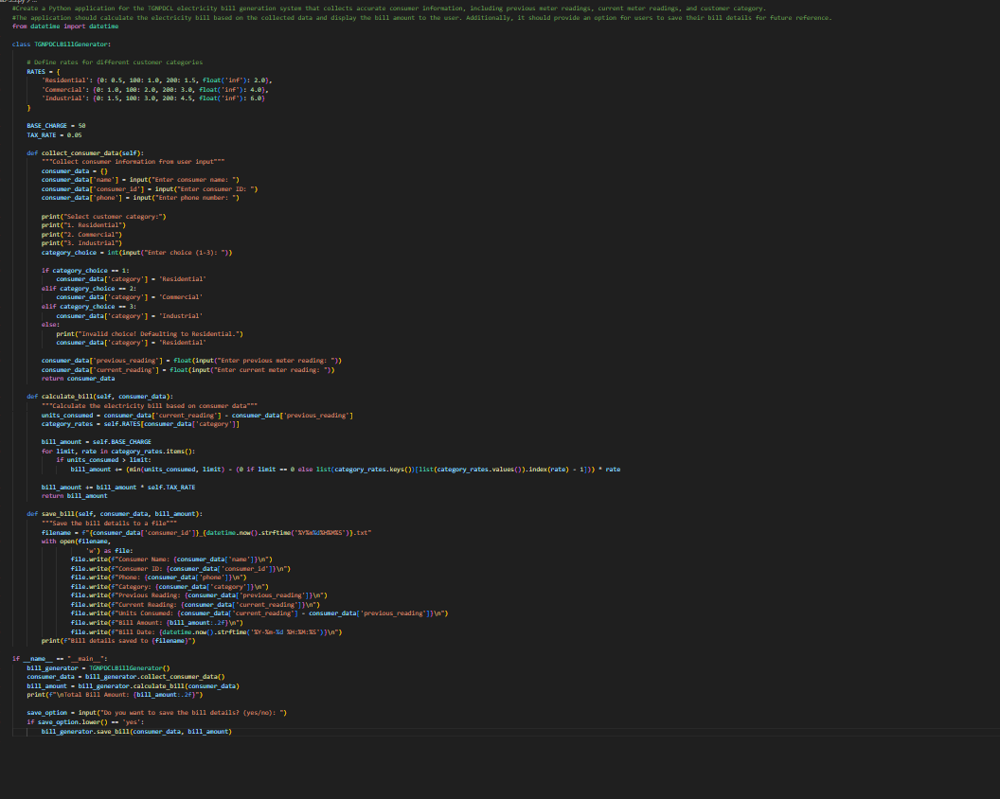 #Create a Python application for the TGNPDCL electricity bill generation system that collects accurate consumer information, including previous meter readings, current meter readings, and customer category.
#The application should calculate the electricity bill based on the collected data and display the bill amount to the user. Additionally, it should provide an option for users to save their bill details for future reference.
from datetime import datetime
class TGNPDCLBillGenerator:
# Define rates for different customer categories
RATES = {
'Residential': {0: 0.5, 100: 1.0, 200: 1.5, float('inf'): 2.0},
'Commercial': {0: 1.0, 100: 2.0, 200: 3.0, float('inf'): 4.0},
'Industrial': {0: 1.5, 100: 3.0, 200: 4.5, float('inf'): 6.0}
}
BASE_CHARGE = 50
TAX_RATE = 0.05
def collect_consumer_data(self):
"""Collect consumer information from user input"""
consumer_data = {}
consumer_data['name'] = input("Enter consumer name: ")
consumer_data['consumer_id'] = input("Enter consumer ID: ")
consumer_data['phone'] = input("Enter phone number: ")
print("Select customer category:")
print("1. Residential")
print("2. Commercial")
print("3. Industrial")
category_choice = int(input("Enter choice (1-3): "))
if category_choice == 1:
consumer_data['category'] = 'Residential'
elif category_choice == 2:
consumer_data['category'] = 'Commercial'
elif category_choice == 3:
consumer_data['category'] = 'Industrial'
else:
print("Invalid choice! Defaulting to Residential.")
consumer_data['category'] = 'Residential'
consumer_data['previous_reading'] = float(input("Enter previous meter reading: "))
consumer_data['current_reading'] = float(input("Enter current meter reading: "))
return consumer_data
def calculate_bill(self, consumer_data):
"""Calculate the electricity bill based on consumer data"""
units_consumed = consumer_data['current_reading'] - consumer_data['previous_reading']
category_rates = self.RATES[consumer_data['category']]
bill_amount = self.BASE_CHARGE
for limit, rate in category_rates.items():
if units_consumed > limit:
bill_amount += (min(units_consumed, limit) - (0 if limit == 0 else list(category_rates.keys())[list(category_rates.values()).index(rate) - 1])) * rate
bill_amount += bill_amount * self.TAX_RATE
return bill_amount
def save_bill(self, consumer_data, bill_amount):
"""Save the bill details to a file"""
filename = f"{consumer_data['consumer_id']}_{datetime.now().strftime('%Y%m%d%H%M%S')}.txt"
with open(filename,
'w') as file:
file.write(f"Consumer Name: {consumer_data['name']}\n")
file.write(f"Consumer ID: {consumer_data['consumer_id']}\n")
file.write(f"Phone: {consumer_data['phone']}\n")
file.write(f"Category: {consumer_data['category']}\n")
file.write(f"Previous Reading: {consumer_data['previous_reading']}\n")
file.write(f"Current Reading: {consumer_data['current_reading']}\n")
file.write(f"Units Consumed: {consumer_data['current_reading'] - consumer_data['previous_reading']}\n")
file.write(f"Bill Amount: {bill_amount:.2f}\n")
file.write(f"Bill Date: {datetime.now().strftime('%Y-%m-%d %H:%M:%S')}\n")
print(f"Bill details saved to {filename}")
if __name__ == "__main__":
bill_generator = TGNPDCLBillGenerator()
consumer_data = bill_generator.collect_consumer_data()
bill_amount = bill_generator.calculate_bill(consumer_data)
print(f"\nTotal Bill Amount: {bill_amount:.2f}")
save_option = input("Do you want to save the bill details? (yes/no): ")
if save_option.lower() == 'yes':
bill_generator.save_bill(consumer_data, bill_amount)